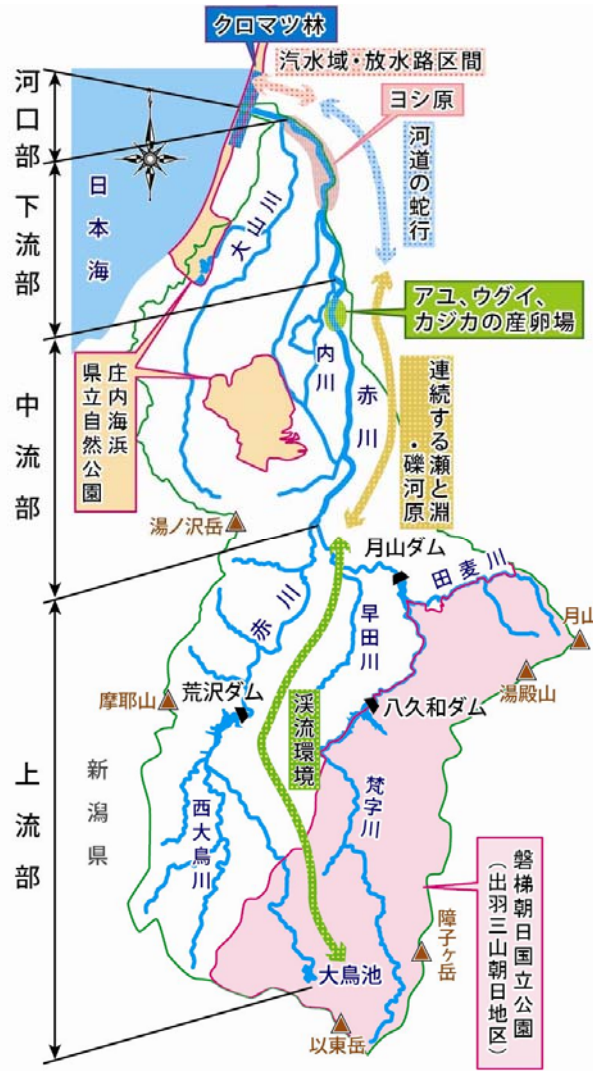 クロマツ林
汽水域・放水路区間
ヨシ原
河口部
河道の蛇行
日本海
下流部
大山川
アユ、ウグイ、
カジカの産卵場
内川
赤川
連続する瀬と淵
・礫河原
庄内海浜
県立自然公園
中流部
湯ノ沢岳
月山ダム
田麦川
赤川
早田川
月山
湯殿山
摩耶山
荒沢ダム
八久和ダム
渓流環境
上流部
新潟県
西大鳥川
梵字川
磐梯朝日国立公園
（出羽三山朝日地区）
障子ヶ岳
大鳥池
以東岳